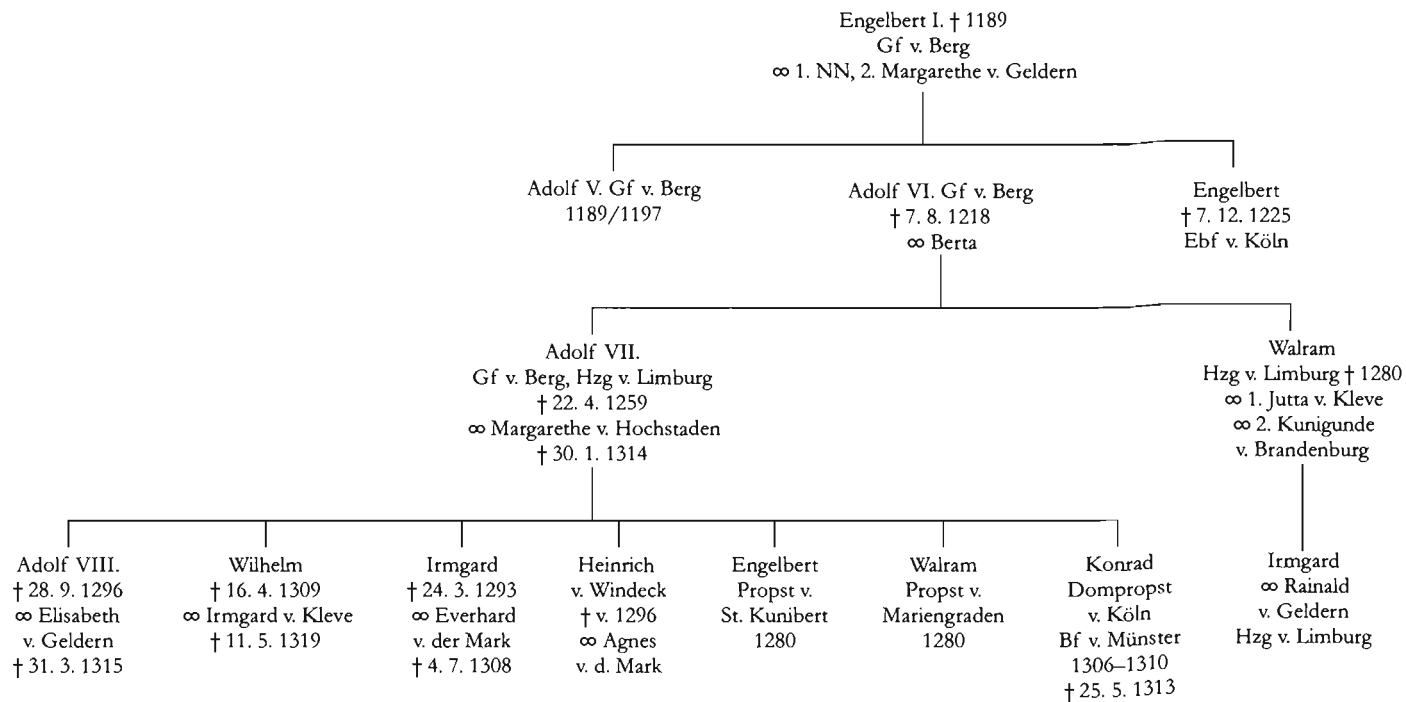 Engelbert I. † 1189
Gf v. Berg
∞ 1. NN, 2. Margarethe v. Geldern
Adolf V. Gf v. Berg
1189/1197
Adolf VI. Gf v. Berg
† 7. 8. 1218
∞ Berta
Engelbert
† 7. 12. 1225
Ebf v. Köln
Adolf VII.
Gf v. Berg, Hzg v. Limburg
† 22. 4. 1259
∞ Margarethe v. Hochstaden
† 30. 1. 1314
Walram
Hzg v. Limburg † 1280
∞ 1. Jutta v. Kleve
∞ 2. Kunigunde
v. Brandenburg
Adolf VIII.
† 28. 9. 1296
∞ Elisabeth
v. Geldern
† 31. 3. 1315
Wilhelm
† 16. 4. 1309
∞ Irmgard v. Kleve
† 11. 5. 1319
Irmgard
† 24. 3. 1293
∞ Everhard
v. der Mark
† 4. 7. 1308
Heinrich
v. Windeck
† v. 1296
∞ Agnes
v. d. Mark
Engelbert
Propst v.
St. Kunibert
1280
Walram
Propst v.
Mariengraden
1280
Konrad
Dompropst
v. Köln
Bf v. Münster
1306–1310
† 25. 5. 1313
Irmgard
∞ Rainald
v. Geldern
Hzg v. Limburg